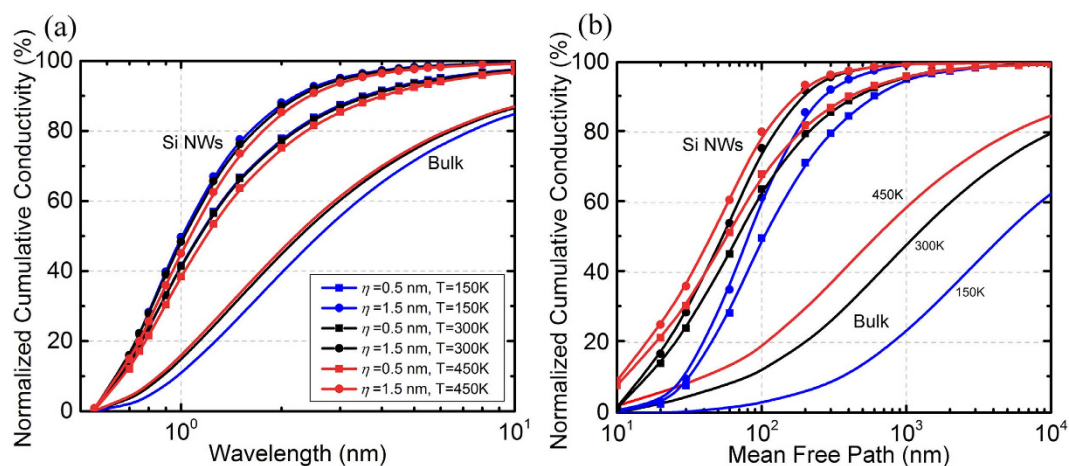 (a)
Normalized Cumulative Conductivity (%)
100
80
60
40
20
0
Si NWs
Bulk
η=0.5 nm, T=150K
η=1.5 nm, T=150K
η=0.5 nm, T=300K
η=1.5 nm, T=300K
η=0.5 nm, T=450K
η=1.5 nm, T=450K
10⁰
10¹
Wavelength (nm)
(b)
Normalized Cumulative Conductivity (%)
100
80
60
40
20
0
Si NWs
450K
300K
150K
Bulk
10¹
10²
10³
10⁴
Mean Free Path (nm)